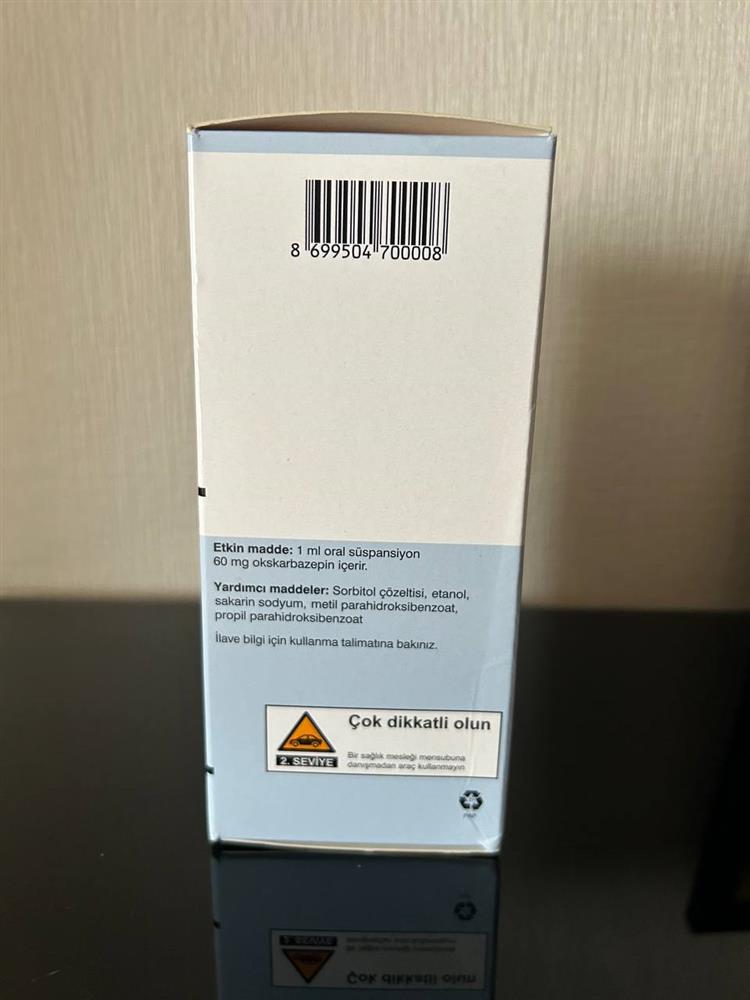 8 699504 700008
Etkin madde: 1 ml oral süspansiyon
60 mg okskarbazepin içerir.
Yardımcı maddeler: Sorbitol çözeltisi, etanol,
sakarin sodyum, metil parahidroksibenzoat,
propil parahidroksibenzoat
İlave bilgi için kullanma talimatına bakınız.
Çok dikkatli olun
Bir sağlık mesleği mensubuna
danışmadan araç kullanmayın
2. SEVİYE
PAP